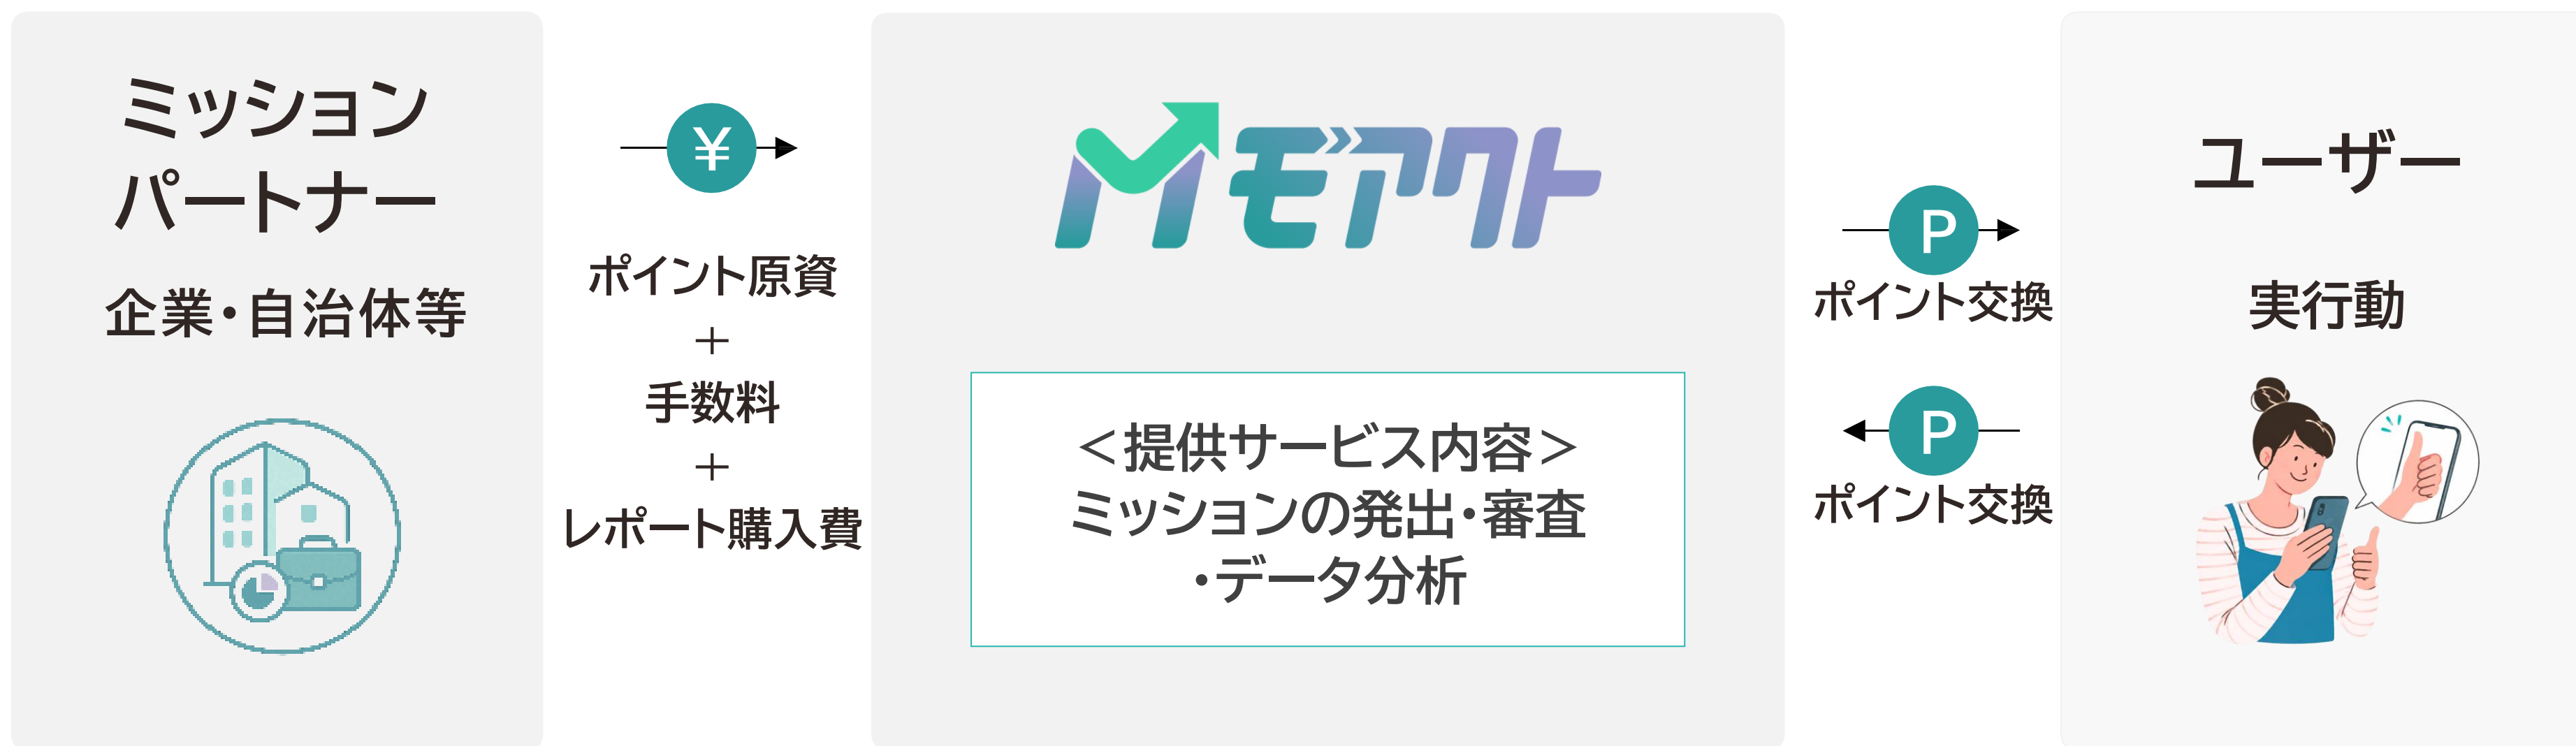 ミッション
パートナー
企業・自治体等
¥
ポイント原資
＋
手数料
＋
レポート購入費
モアクト
＜提供サービス内容＞
ミッションの発出・審査
・データ分析
P
ポイント交換
P
ポイント交換
ユーザー
実行動